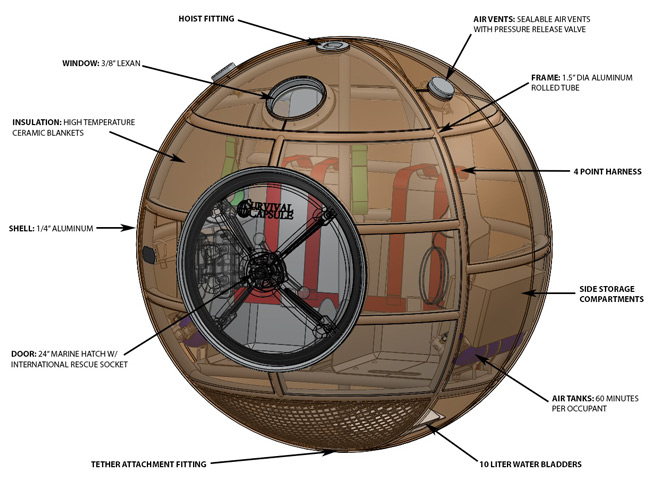 HOIST FITTING
AIR VENTS: SEALABLE AIR VENTS
WITH PRESSURE RELEASE VALVE
WINDOW: 3/8" LEXAN
FRAME: 1.5" DIA ALUMINUM
ROLLED TUBE
INSULATION: HIGH TEMPERATURE
CERAMIC BLANKETS
4 POINT HARNESS
SURVIVAL
CAPSULE
SHELL: 1/4" ALUMINUM
SIDE STORAGE
COMPARTMENTS
DOOR: 24" MARINE HATCH W/
INTERNATIONAL RESCUE SOCKET
AIR TANKS: 60 MINUTES
PER OCCUPANT
TETHER ATTACHMENT FITTING
10 LITER WATER BLADDERS